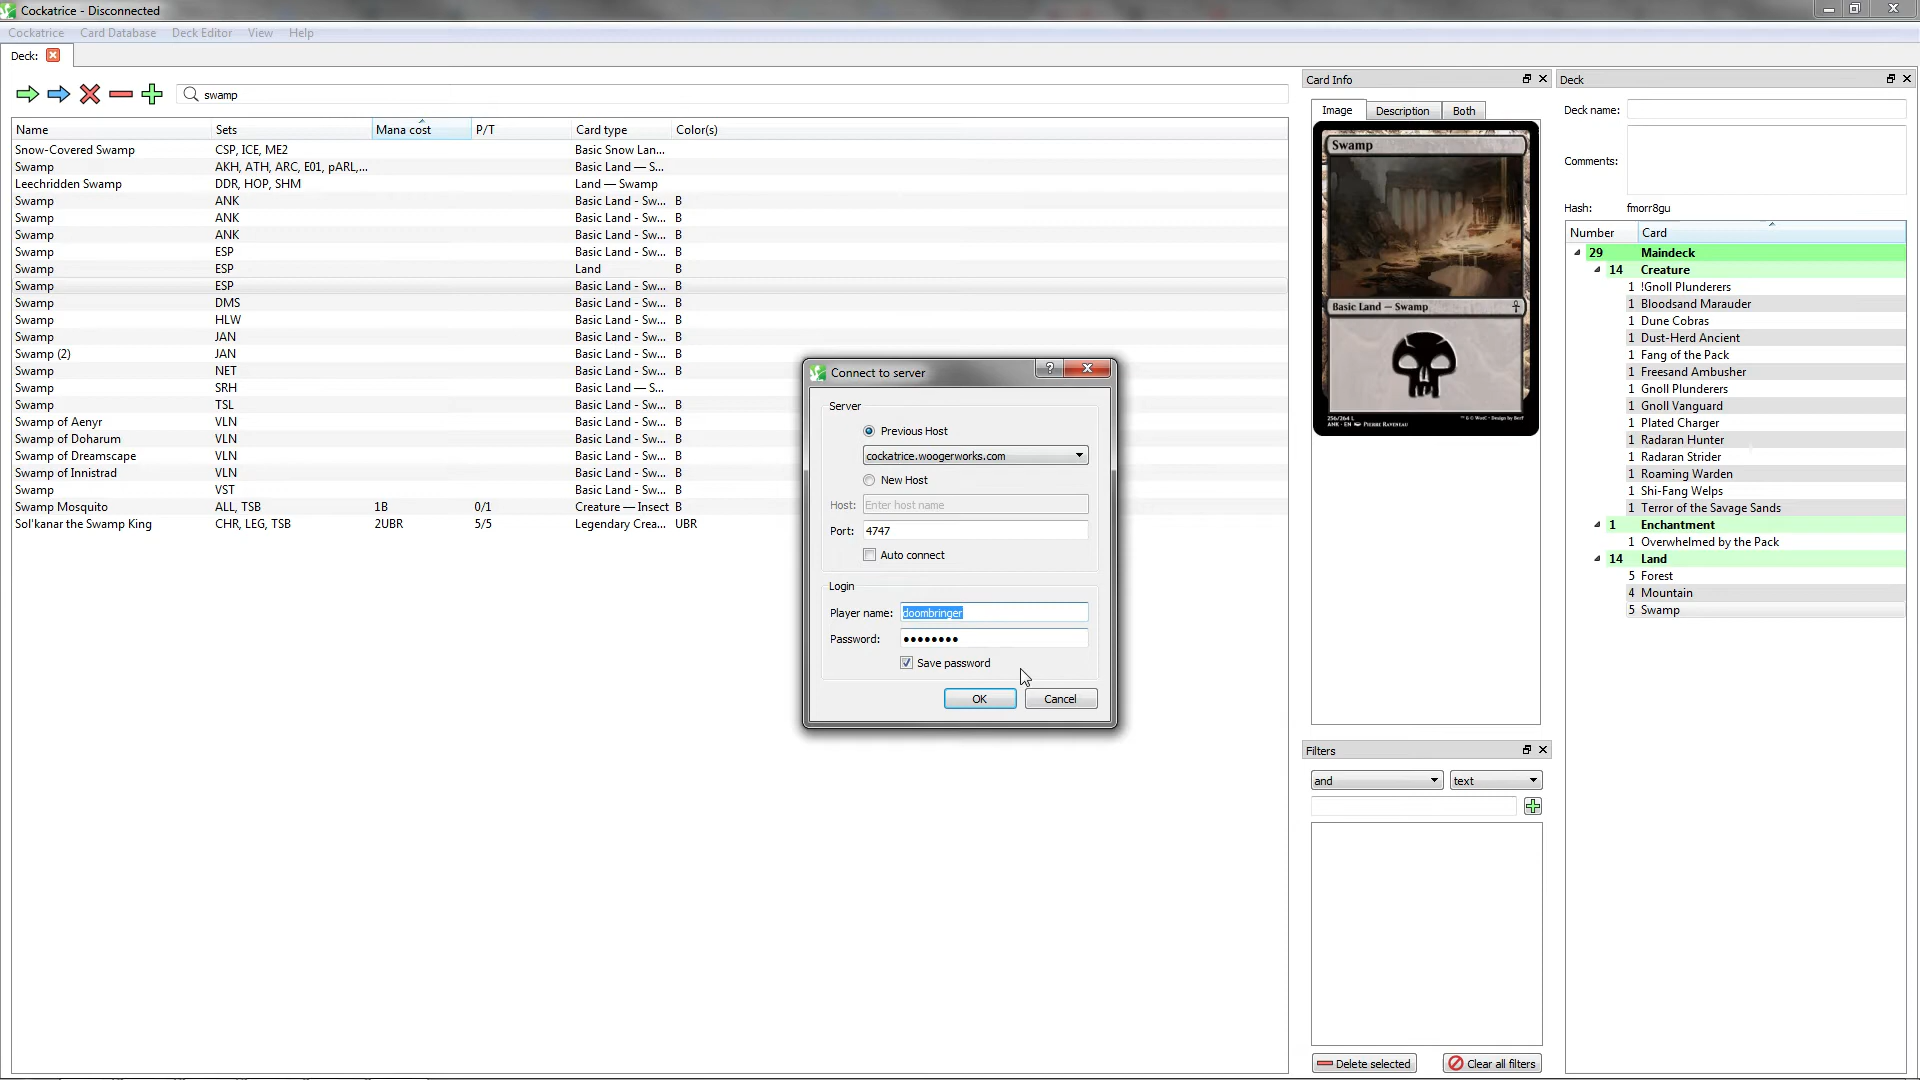 Cockatrice - Disconnected
Cockatrice Card Database Deck Editor View Help
Deck:
swamp
Name Sets Mana cost P/T Card type Color(s)
Snow-Covered Swamp CSP, ICE, ME2 Basic Snow Lan...
Swamp AKH, ATH, ARC, E01, pARL,... Basic Land — S...
Leechridden Swamp DDR, HOP, SHM Land — Swamp
Swamp ANK Basic Land - Sw... B
Swamp ANK Basic Land - Sw... B
Swamp ANK Basic Land - Sw... B
Swamp ESP Basic Land - Sw... B
Swamp ESP Land B
Swamp ESP Basic Land - Sw... B
Swamp DMS Basic Land - Sw... B
Swamp HLW Basic Land - Sw... B
Swamp JAN Basic Land - Sw... B
Swamp (2) JAN Basic Land - Sw... B
Swamp NET Basic Land - Sw... B
Swamp SRH Basic Land — S...
Swamp TSL Basic Land - Sw... B
Swamp of Aenyr VLN Basic Land - Sw... B
Swamp of Doharum VLN Basic Land - Sw... B
Swamp of Dreamscape VLN Basic Land - Sw... B
Swamp of Innistrad VLN Basic Land - Sw... B
Swamp VST Basic Land - Sw... B
Swamp Mosquito ALL, TSB 1B 0/1 Creature — Insect B
Sol'kanar the Swamp King CHR, LEG, TSB 2UBR 5/5 Legendary Crea... UBR
Connect to server
Server
Previous Host
cockatrice.woogerworks.com
New Host
Host: Enter host name
Port: 4747
Auto connect
Login
Player name: doombringer
Password: ●●●●●●●●
Save password
OK Cancel
Card Info
Image Description Both
Swamp
Basic Land — Swamp
256/264 L
ANK · EN Pierre Raveneau
Filters
and text
Delete selected Clear all filters
Deck
Deck name:
Comments:
Hash: fmorr8gu
Number Card
29 Maindeck
14 Creature
1 !Gnoll Plunderers
1 Bloodsand Marauder
1 Dune Cobras
1 Dust-Herd Ancient
1 Fang of the Pack
1 Freesand Ambusher
1 Gnoll Plunderers
1 Gnoll Vanguard
1 Plated Charger
1 Radaran Hunter
1 Radaran Strider
1 Roaming Warden
1 Shi-Fang Welps
1 Terror of the Savage Sands
1 Enchantment
1 Overwhelmed by the Pack
14 Land
5 Forest
4 Mountain
5 Swamp